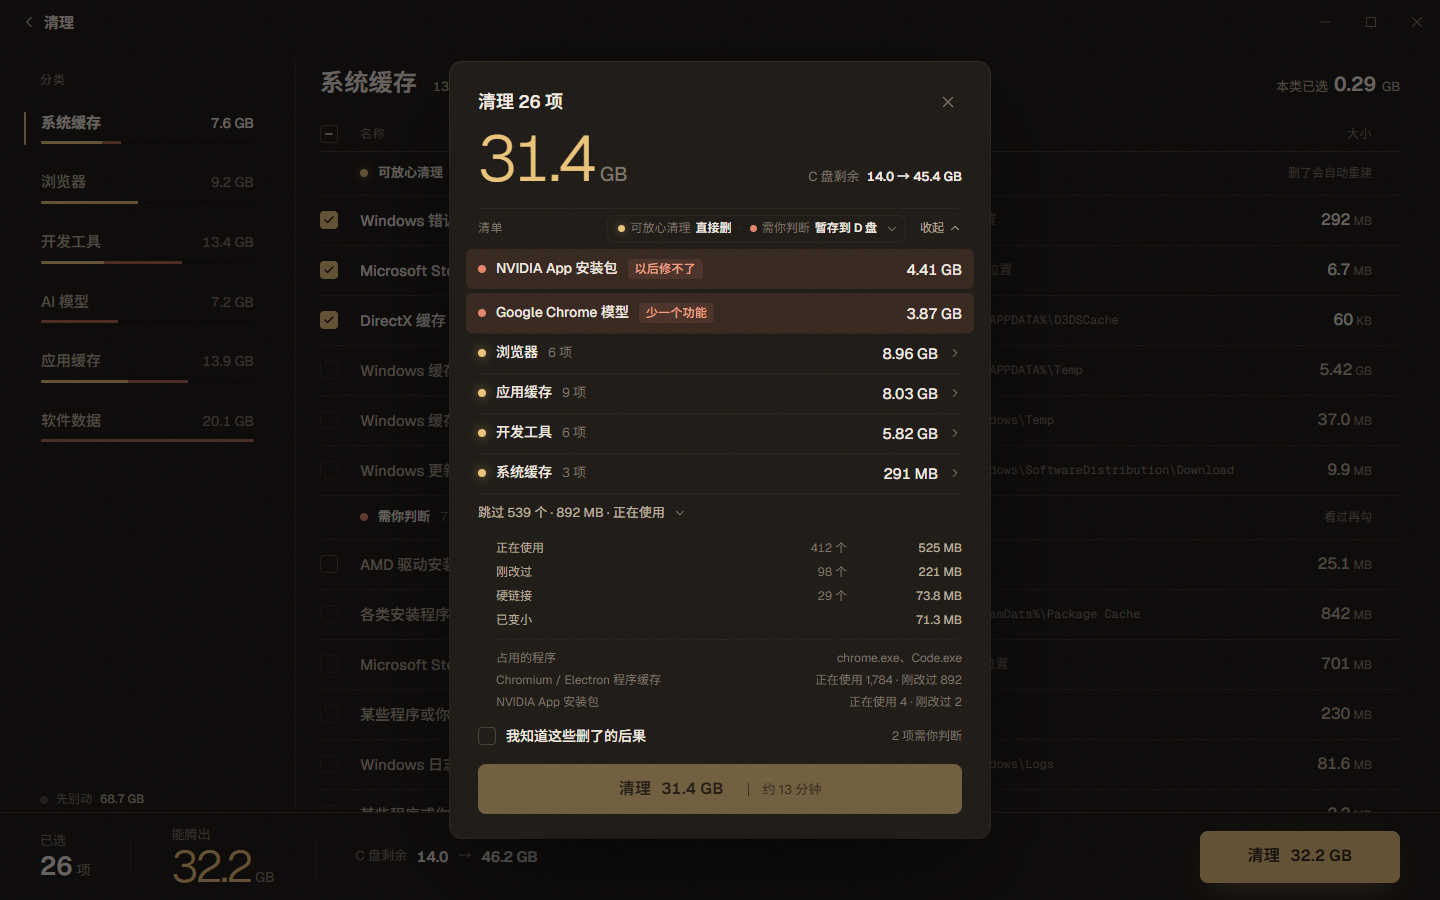 清理
分类
系统缓存 7.6 GB
浏览器 9.2 GB
开发工具 13.4 GB
AI 模型 7.2 GB
应用缓存 13.9 GB
软件数据 20.1 GB
先别动 68.7 GB
系统缓存 13
本类已选 0.29 GB
名称 大小
可放心清理 删了会自动重建
Windows 错 292 MB
Microsoft Sto 位置 6.7 MB
DirectX 缓存 APPDATA%\D3DSCache 60 KB
Windows 缓存 APPDATA%\Temp 5.42 GB
Windows 缓存 dows\Temp 37.0 MB
Windows 更新 dows\SoftwareDistribution\Download 9.9 MB
需你判断 7 看过再勾
AMD 驱动安装 25.1 MB
各类安装程序 amData%\Package Cache 842 MB
Microsoft Sto 位置 701 MB
某些程序或你 230 MB
Windows 日志 dows\Logs 81.6 MB
清理 26 项
31.4 GB
C 盘剩余 14.0 → 45.4 GB
清单 可放心清理 直接删 · 需你判断 暂存到 D 盘 收起
NVIDIA App 安装包 以后修不了 4.41 GB
Google Chrome 模型 少一个功能 3.87 GB
浏览器 6 项 8.96 GB
应用缓存 9 项 8.03 GB
开发工具 6 项 5.82 GB
系统缓存 3 项 291 MB
跳过 539 个 · 892 MB · 正在使用
正在使用 412 个 525 MB
刚改过 98 个 221 MB
硬链接 29 个 73.8 MB
已变小 71.3 MB
占用的程序 chrome.exe、Code.exe
Chromium / Electron 程序缓存 正在使用 1,784 · 刚改过 892
NVIDIA App 安装包 正在使用 4 · 刚改过 2
我知道这些删了的后果 2 项需你判断
清理 31.4 GB | 约 13 分钟
已选
26 项
能腾出
32.2 GB
C 盘剩余 14.0 → 46.2 GB
清理 32.2 GB